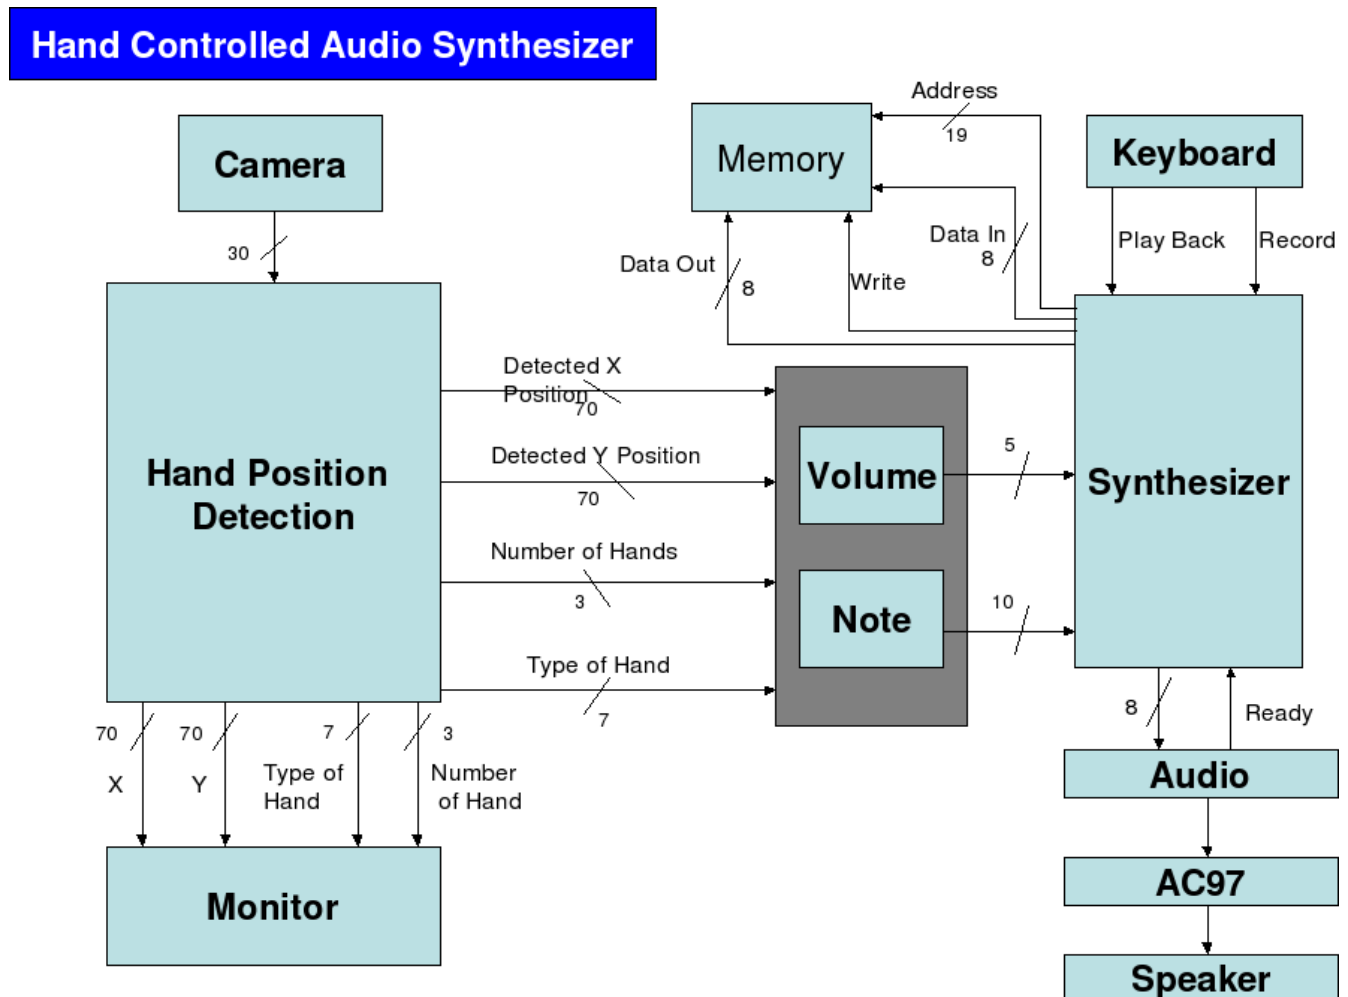 Hand Controlled Audio Synthesizer
Address
19
Camera
Memory
Keyboard
30
Data Out
8
Write
Data In
8
Play Back
Record
Detected X
Position
70
Detected Y Position
70
Number of Hands
3
Type of Hand
7
Hand Position
Detection
Volume
5
Note
10
Synthesizer
70
X
70
Y
7
Type of
Hand
3
Number
of Hand
Monitor
8
Ready
Audio
AC97
Speaker